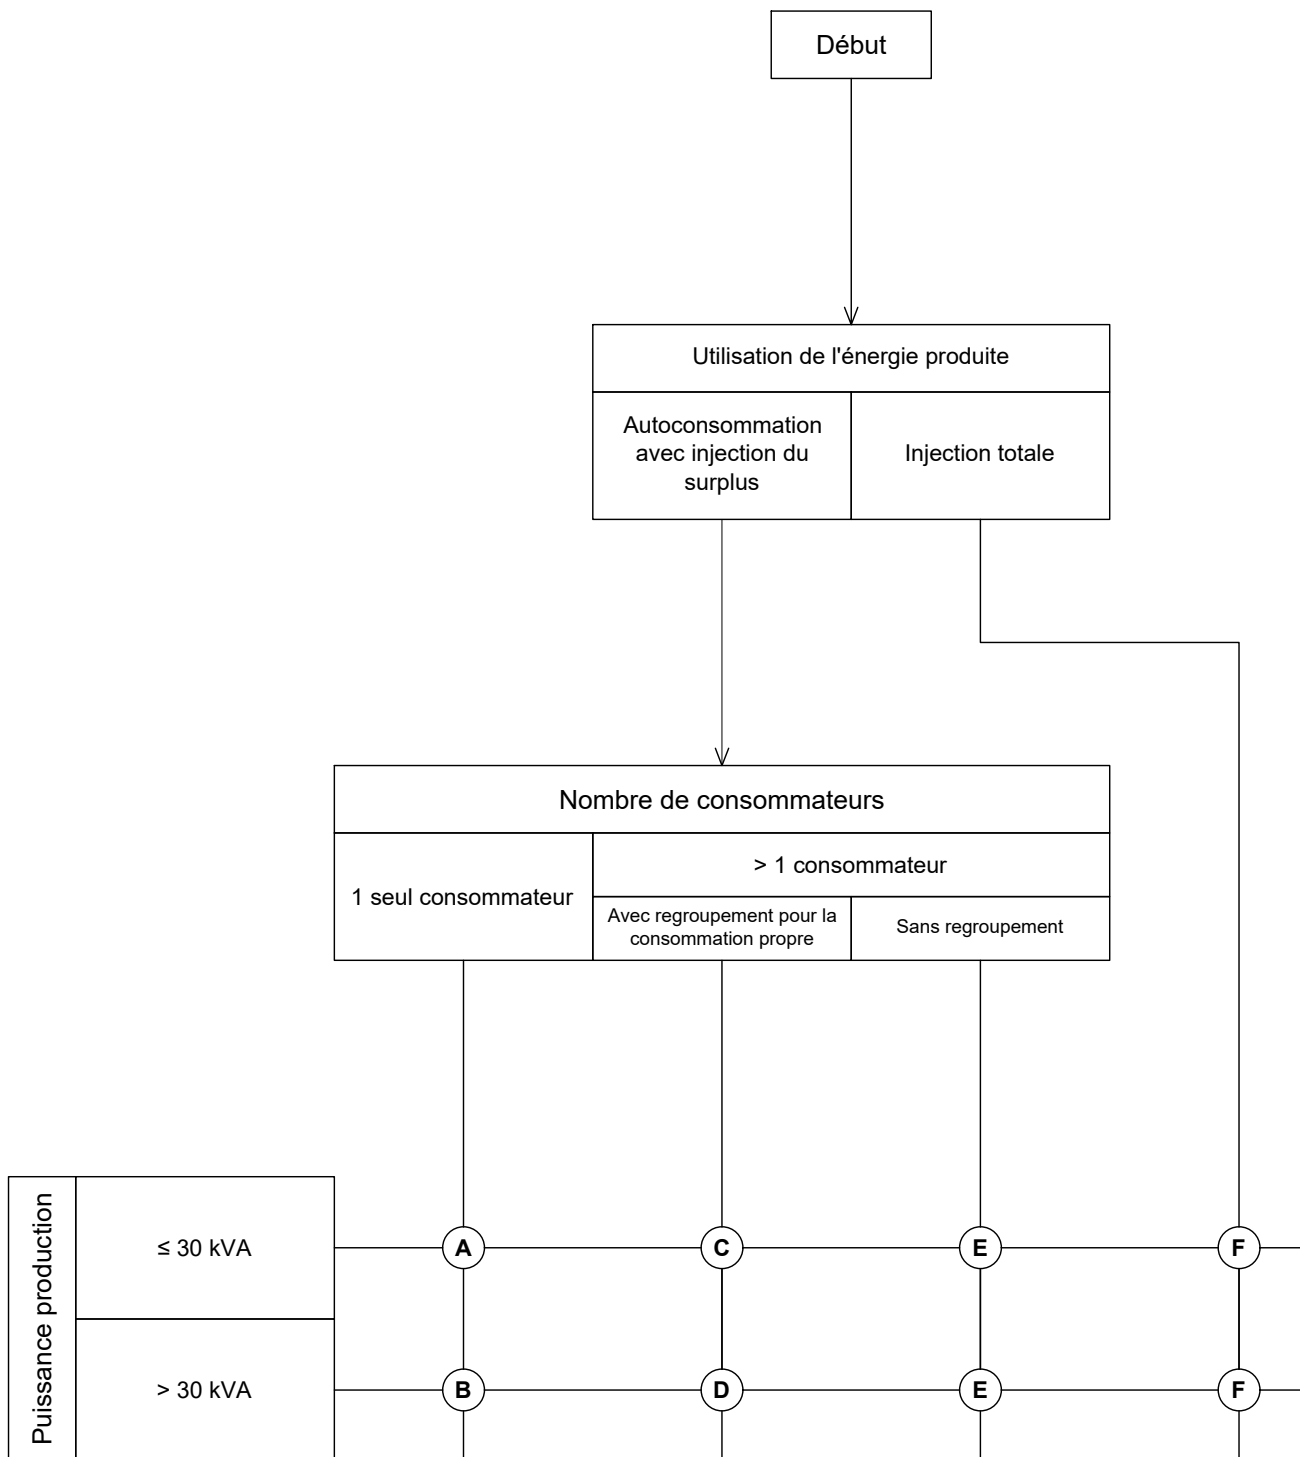 Début
Utilisation de l'énergie produite
Autoconsommation
avec injection du
surplus
Injection totale
Nombre de consommateurs
1 seul consommateur
> 1 consommateur
Avec regroupement pour la
consommation propre
Sans regroupement
Puissance production
≤ 30 kVA
A
C
E
F
> 30 kVA
B
D
E
F